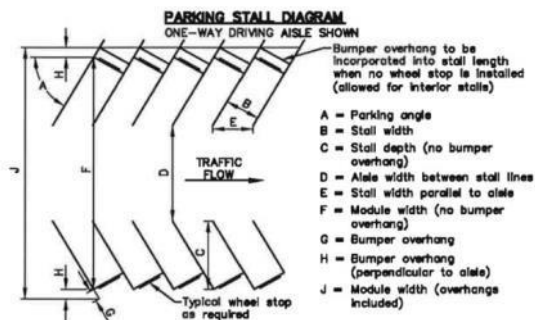 PARKING STALL DIAGRAM
ONE-WAY DRIVING AISLE SHOWN
Bumper overhang to be
incorporated into stall length
when no wheel stop is installed
(allowed for interior stalls)
H
A
B
E
J
F
D
TRAFFIC
FLOW
C
H
G
Typical wheel stop
as required
A = Parking angle
B = Stall width
C = Stall depth (no bumper
overhang)
D = Aisle width between stall lines
E = Stall width parallel to aisle
F = Module width (no bumper
overhang)
G = Bumper overhang
H = Bumper overhang
(perpendicular to aisle)
J = Module width (overhangs
included)